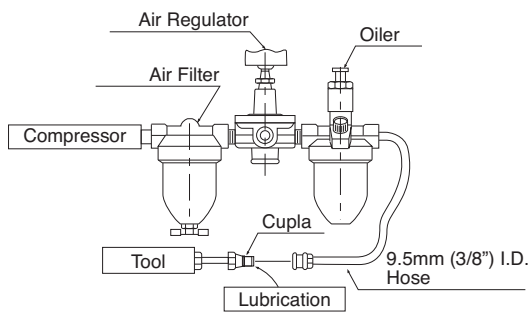 Air Regulator
Oiler
Air Filter
Compressor
Cupla
Tool
9.5mm (3/8”) I.D.
Hose
Lubrication